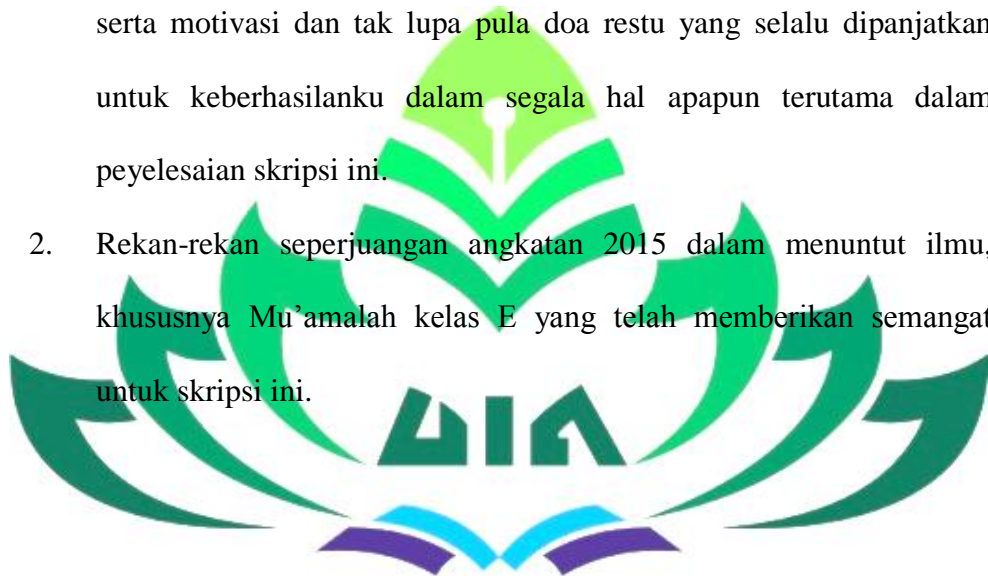 serta motivasi dan tak lupa pula doa restu yang selalu dipanjatkan
untuk keberhasilanku dalam segala hal apapun terutama dalam
peyelesaian skripsi ini.
2. Rekan-rekan seperjuangan angkatan 2015 dalam menuntut ilmu,
khususnya Mu’amalah kelas E yang telah memberikan semangat
untuk skripsi ini.
UIN